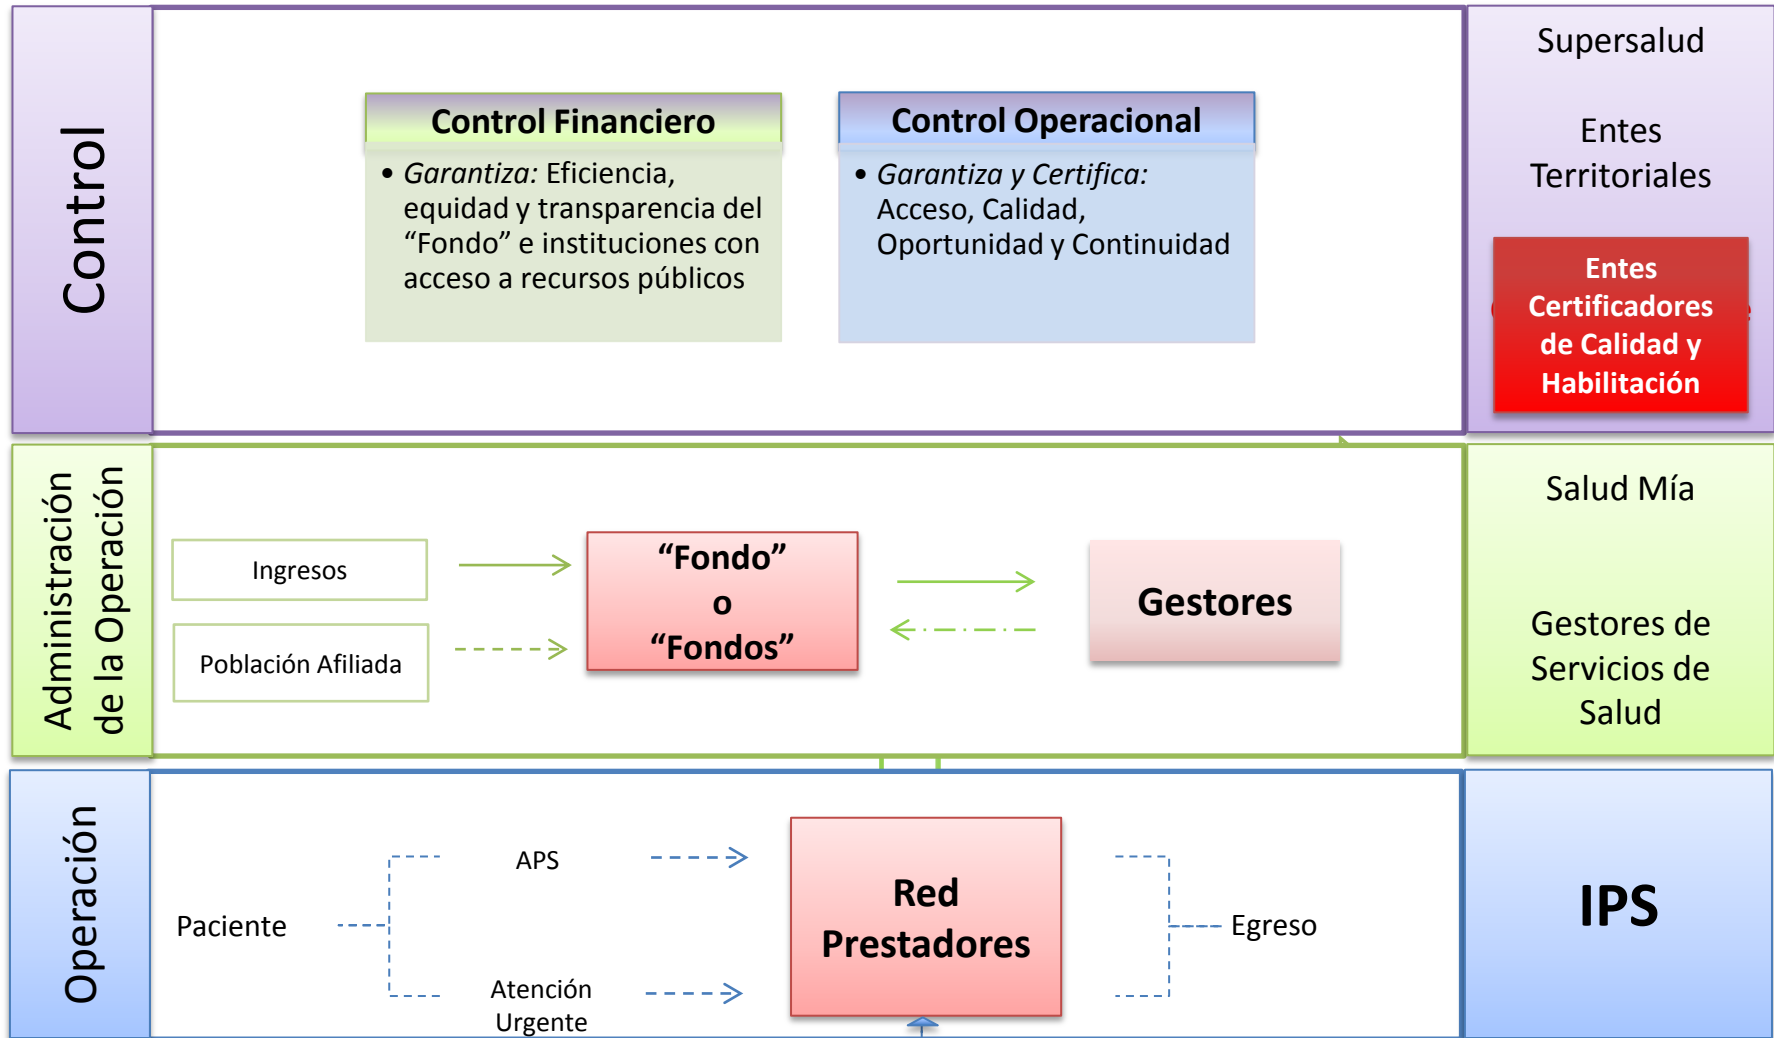 Control
Control Financiero
• Garantiza: Eficiencia,
equidad y transparencia del
“Fondo” e instituciones con
acceso a recursos públicos
Control Operacional
• Garantiza y Certifica:
Acceso, Calidad,
Oportunidad y Continuidad
Supersalud
Entes
Territoriales
Entes
Certificadores
de Calidad y
Habilitación
Administración
de la Operación
Ingresos
Población Afiliada
“Fondo”
o
“Fondos”
Gestores
Salud Mía
Gestores de
Servicios de
Salud
Operación
Paciente
APS
Atención
Urgente
Red
Prestadores
Egreso
IPS